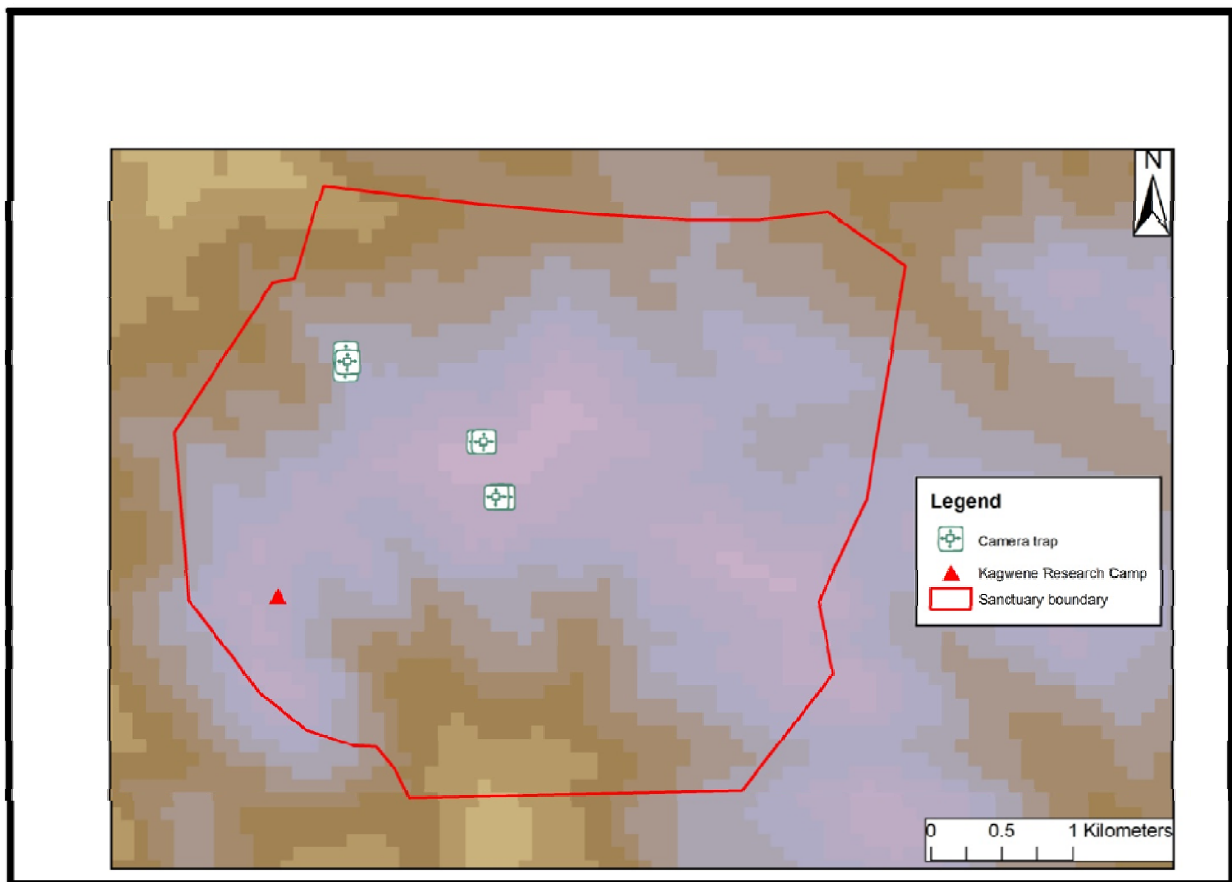 N
Legend
Camera trap
Kagwene Research Camp
Sanctuary boundary
0 0.5 1 Kilometers